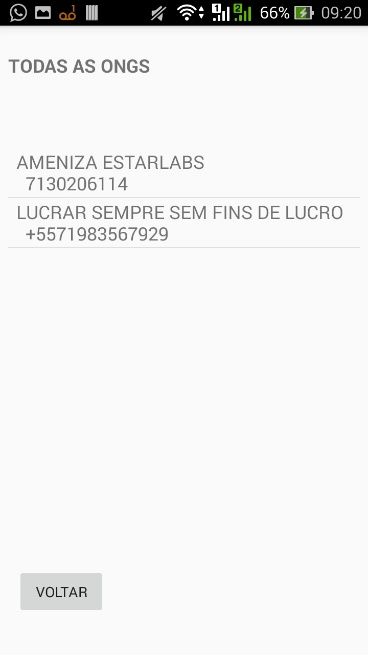 66% 09:20
TODAS AS ONGS
AMENIZA ESTARLABS
7130206114
LUCRAR SEMPRE SEM FINS DE LUCRO
+5571983567929
VOLTAR